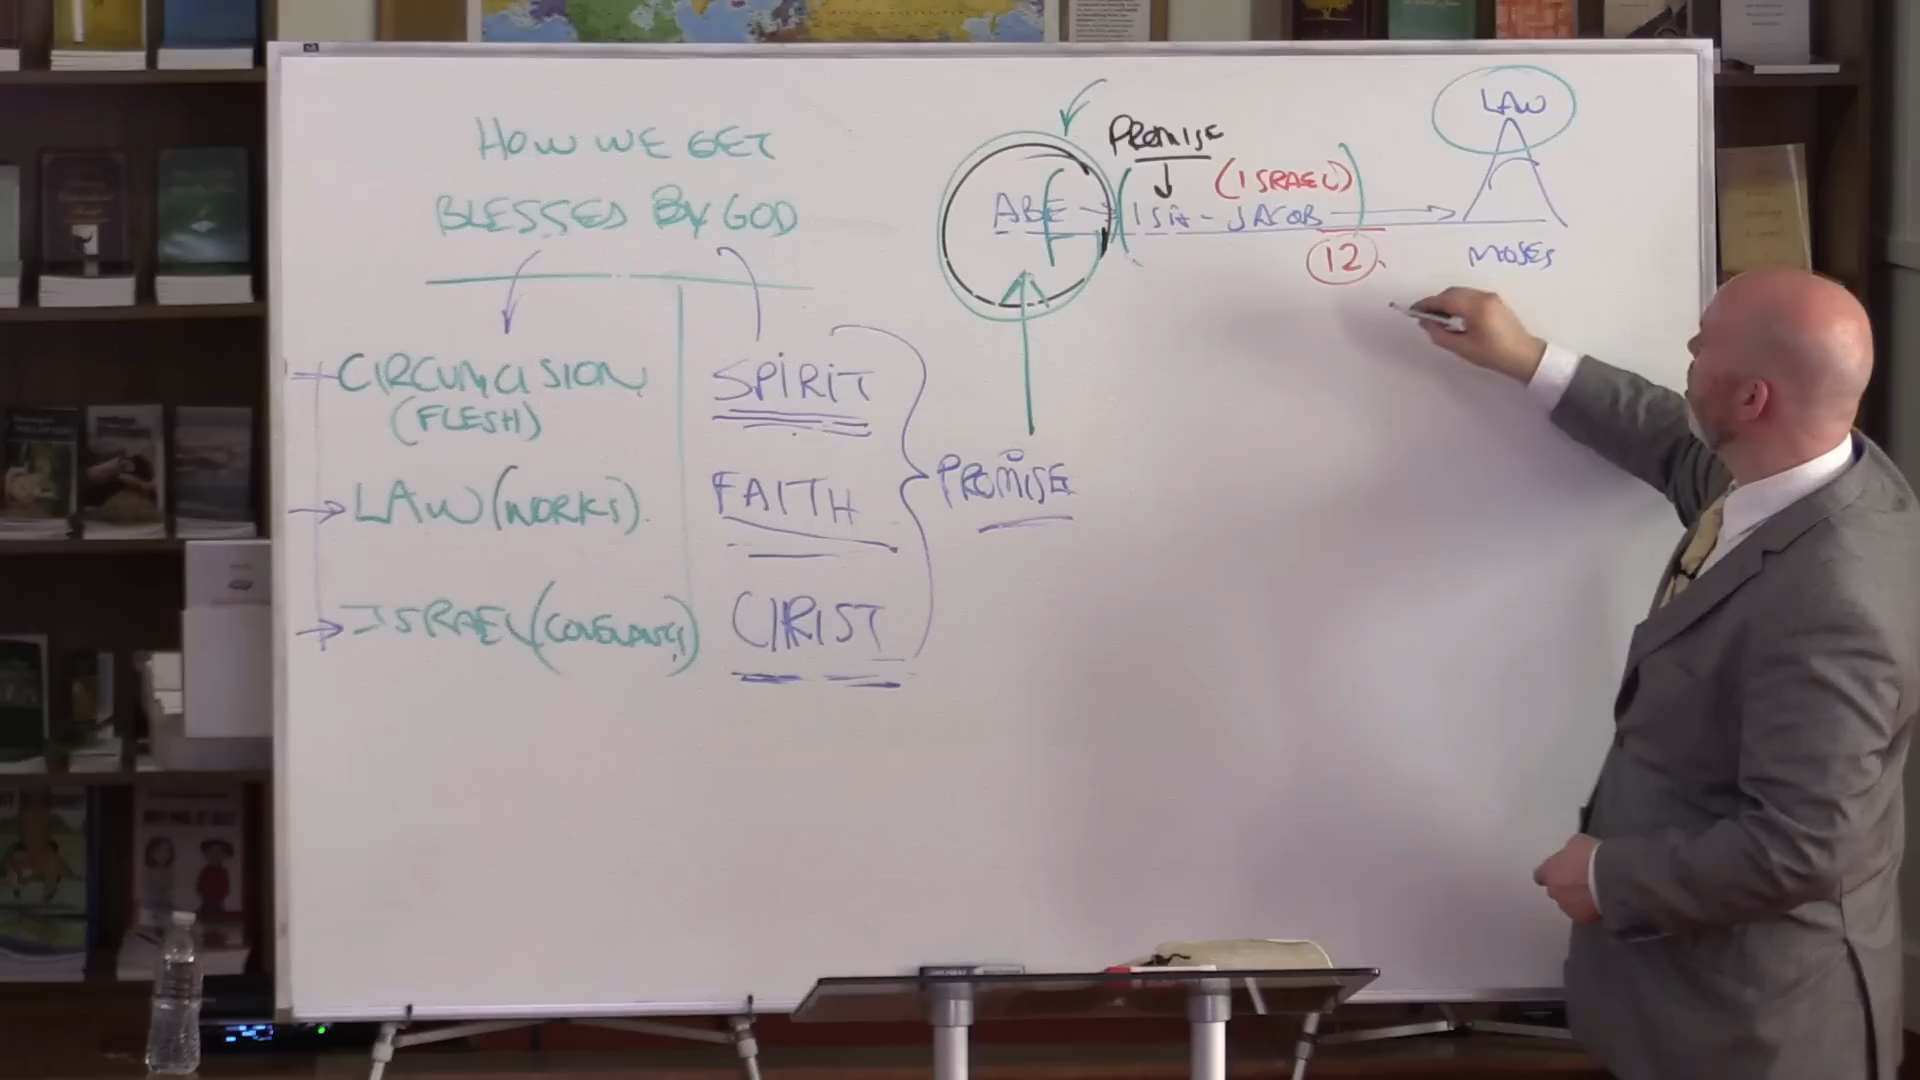 HOW WE GET
BLESSED BY GOD
CIRCUMCISION
(FLESH)
LAW (WORKS).
ISRAEL (COVENANTS)
SPIRIT
FAITH
CHRIST
PROMISE
PROMISE
(ISRAEL)
ABE → ISA - JACOB
12
LAW
MOSES